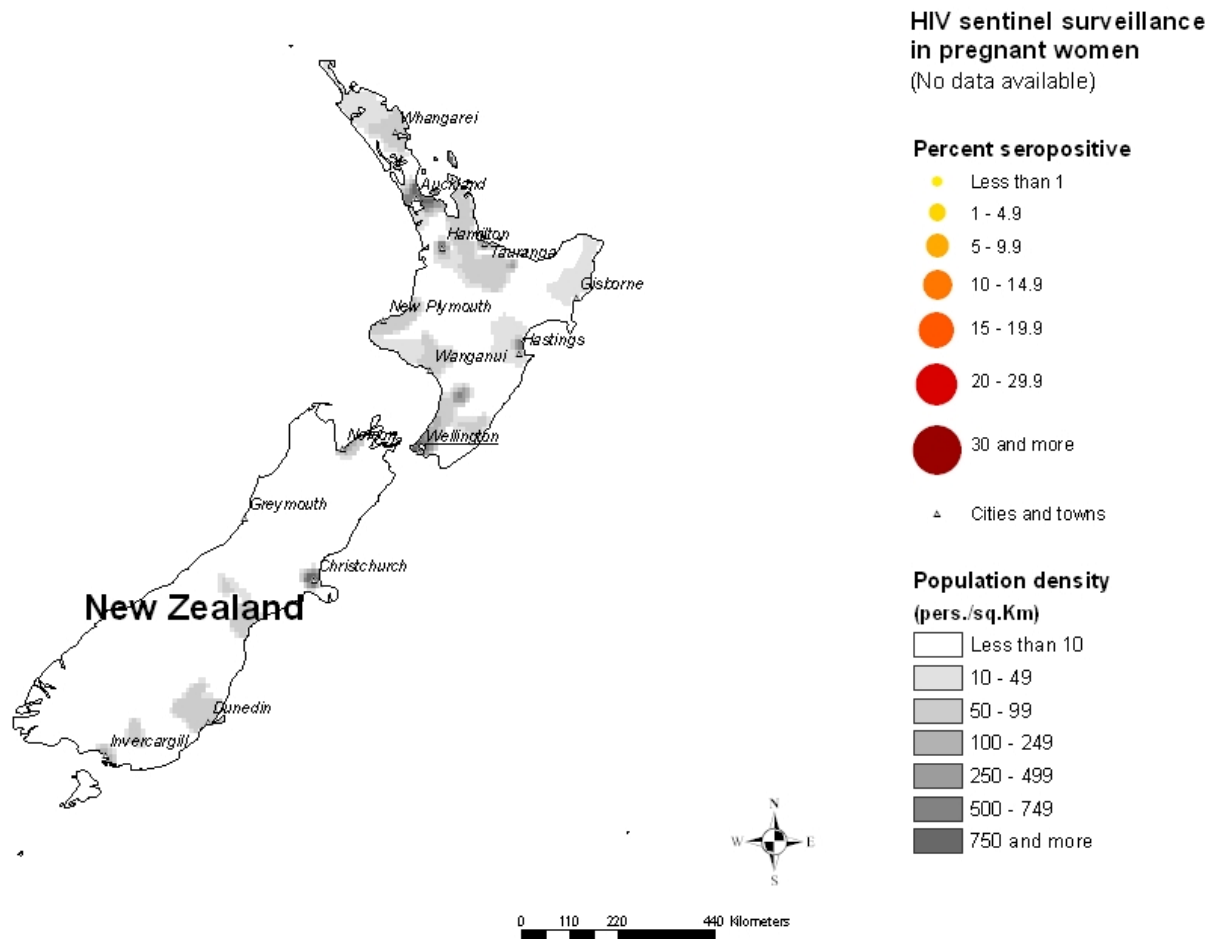 HIV sentinel surveillance
in pregnant women
(No data available)
Percent seropositive
Less than 1
1 - 4.9
5 - 9.9
10 - 14.9
15 - 19.9
20 - 29.9
30 and more
Cities and towns
Population density
(pers./sq.Km)
Less than 10
10 - 49
50 - 99
100 - 249
250 - 499
500 - 749
750 and more
Whangarei
Auckland
Hamilton
Tauranga
Gisborne
New Plymouth
Hastings
Wanganui
Nelson
Wellington
Greymouth
Christchurch
New Zealand
Dunedin
Invercargill
N
W E
S
0 110 220 440 Kilometers